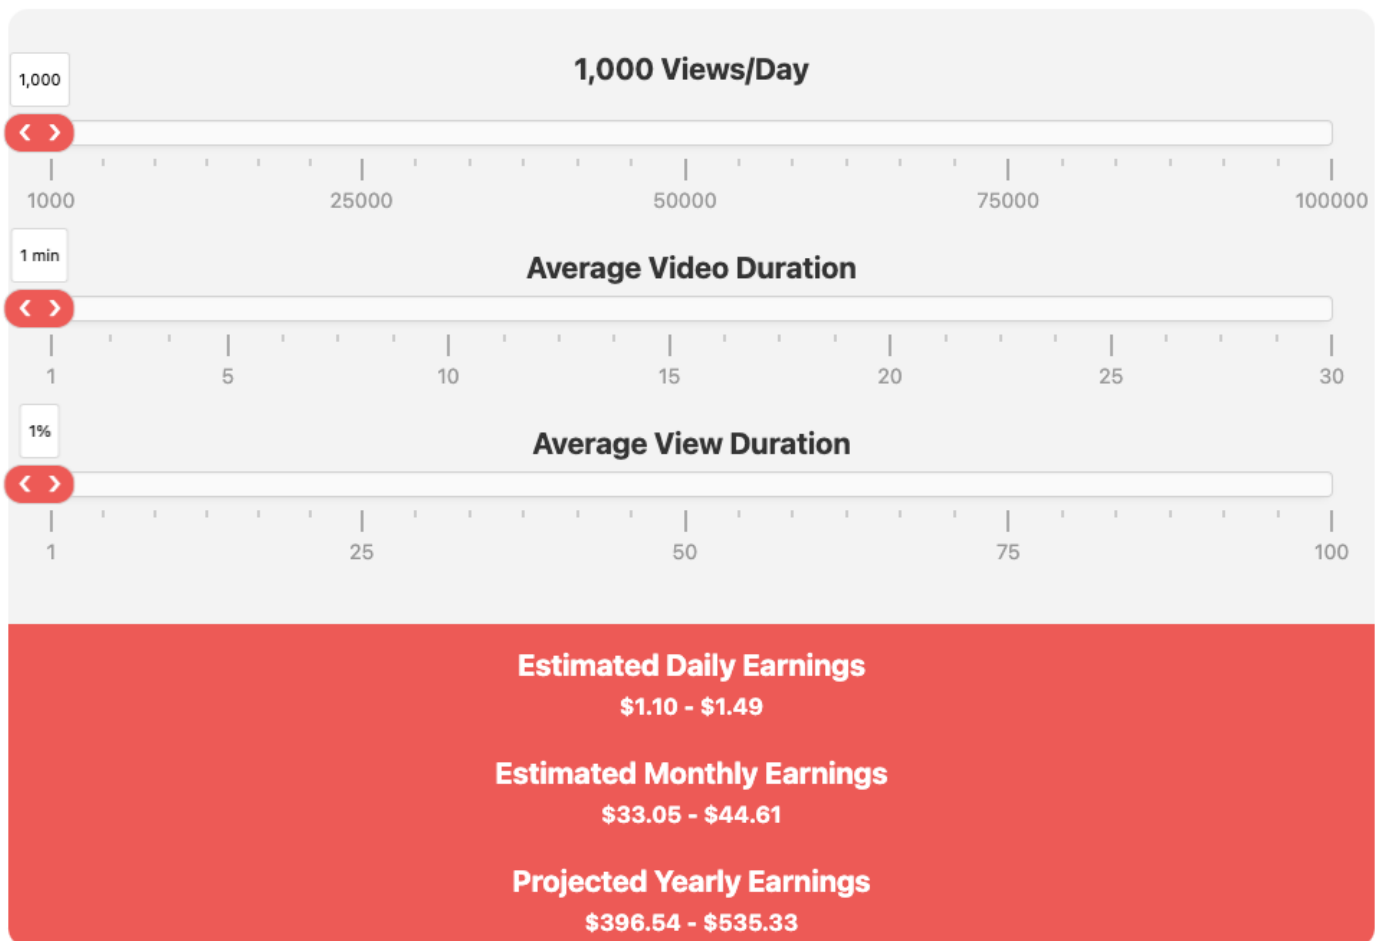 1,000 Views/Day
1,000
1000 25000 50000 75000 100000
1 min
Average Video Duration
1 5 10 15 20 25 30
1%
Average View Duration
1 25 50 75 100
Estimated Daily Earnings
$1.10 - $1.49
Estimated Monthly Earnings
$33.05 - $44.61
Projected Yearly Earnings
$396.54 - $535.33